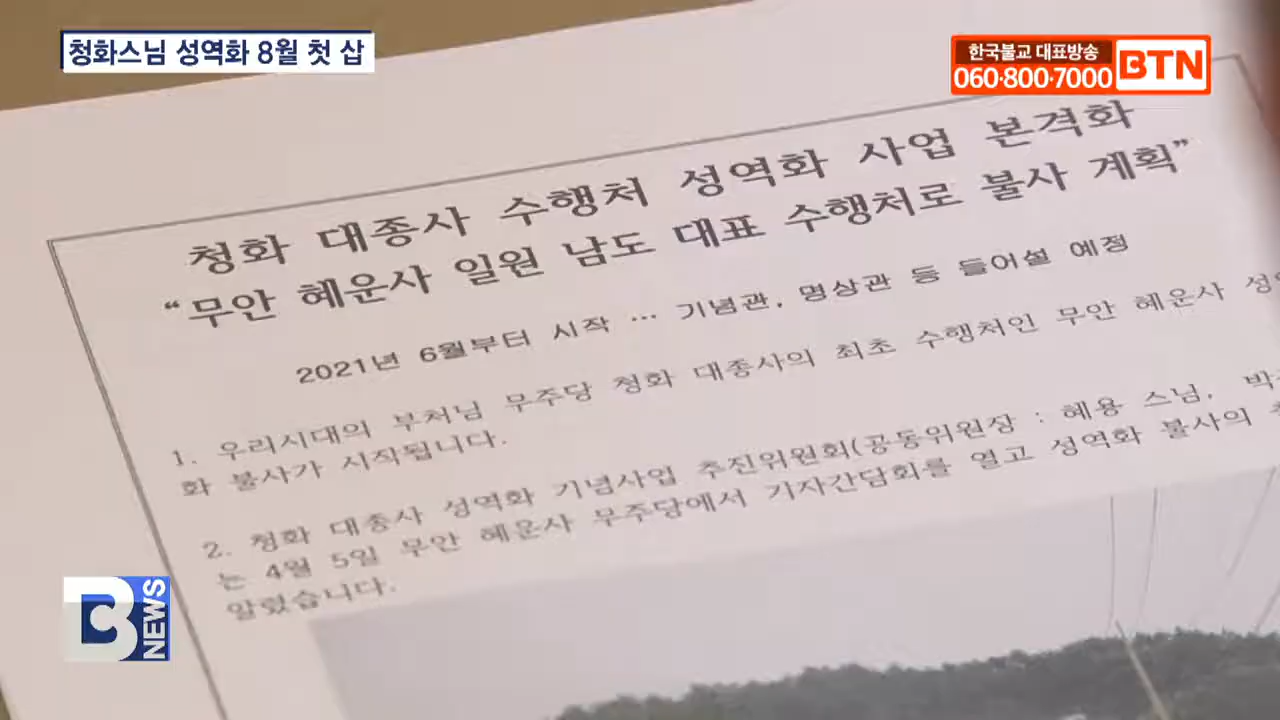 청화스님 성역화 8월 첫 삽
한국불교 대표방송
060·800·7000
BTN
청화 대종사 수행처 성역화 사업 본격화
“무안 혜운사 일원 남도 대표 수행처로 불사 계획”
2021년 6월부터 시작 … 기념관, 명상관 등 들어설 예정
1. 우리시대의 부처님 무주당 청화 대종사의 최초 수행처인 무안 혜운사
화 불사가 시작됩니다.
2. 청화 대종사 성역화 기념사업 추진위원회(공동위원장 : 혜용 스님,
는 4월 5일 무안 혜운사 무주당에서 기자간담회를 열고 성역화 불사의
알렸습니다.
B NEWS